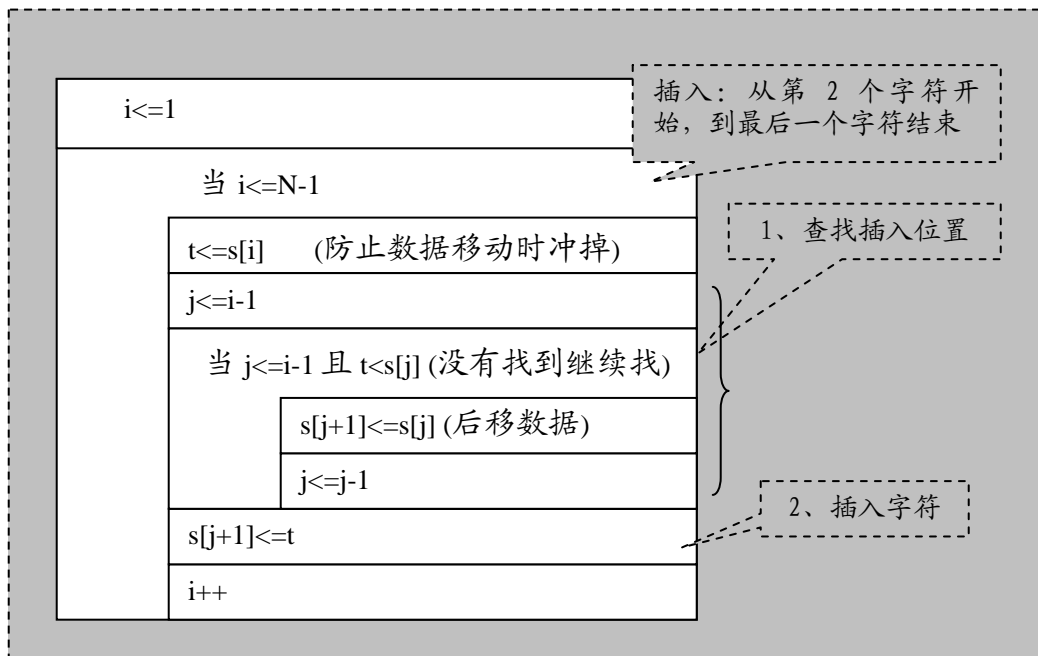 i<=1
插入：从第 2 个字符开
始，到最后一个字符结束
当 i<=N-1
t<=s[i] (防止数据移动时冲掉)
1、查找插入位置
j<=i-1
当 j<=i-1 且 t<s[j] (没有找到继续找)
s[j+1]<=s[j] (后移数据)
j<=j-1
2、插入字符
s[j+1]<=t
i++